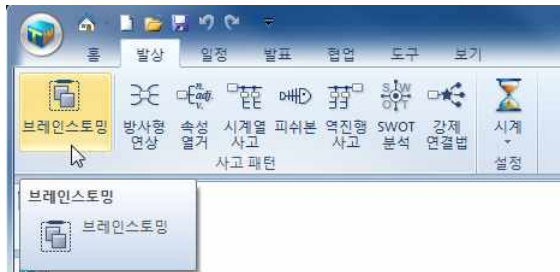 홈 발상 일정 발표 협업 도구 보기
브레인스토밍 방사형 연상 속성 열거 시계열 사고 피쉬본 역진행 사고 SWOT 분석 강제 연결법 시계
사고 패턴 설정
브레인스토밍
브레인스토밍